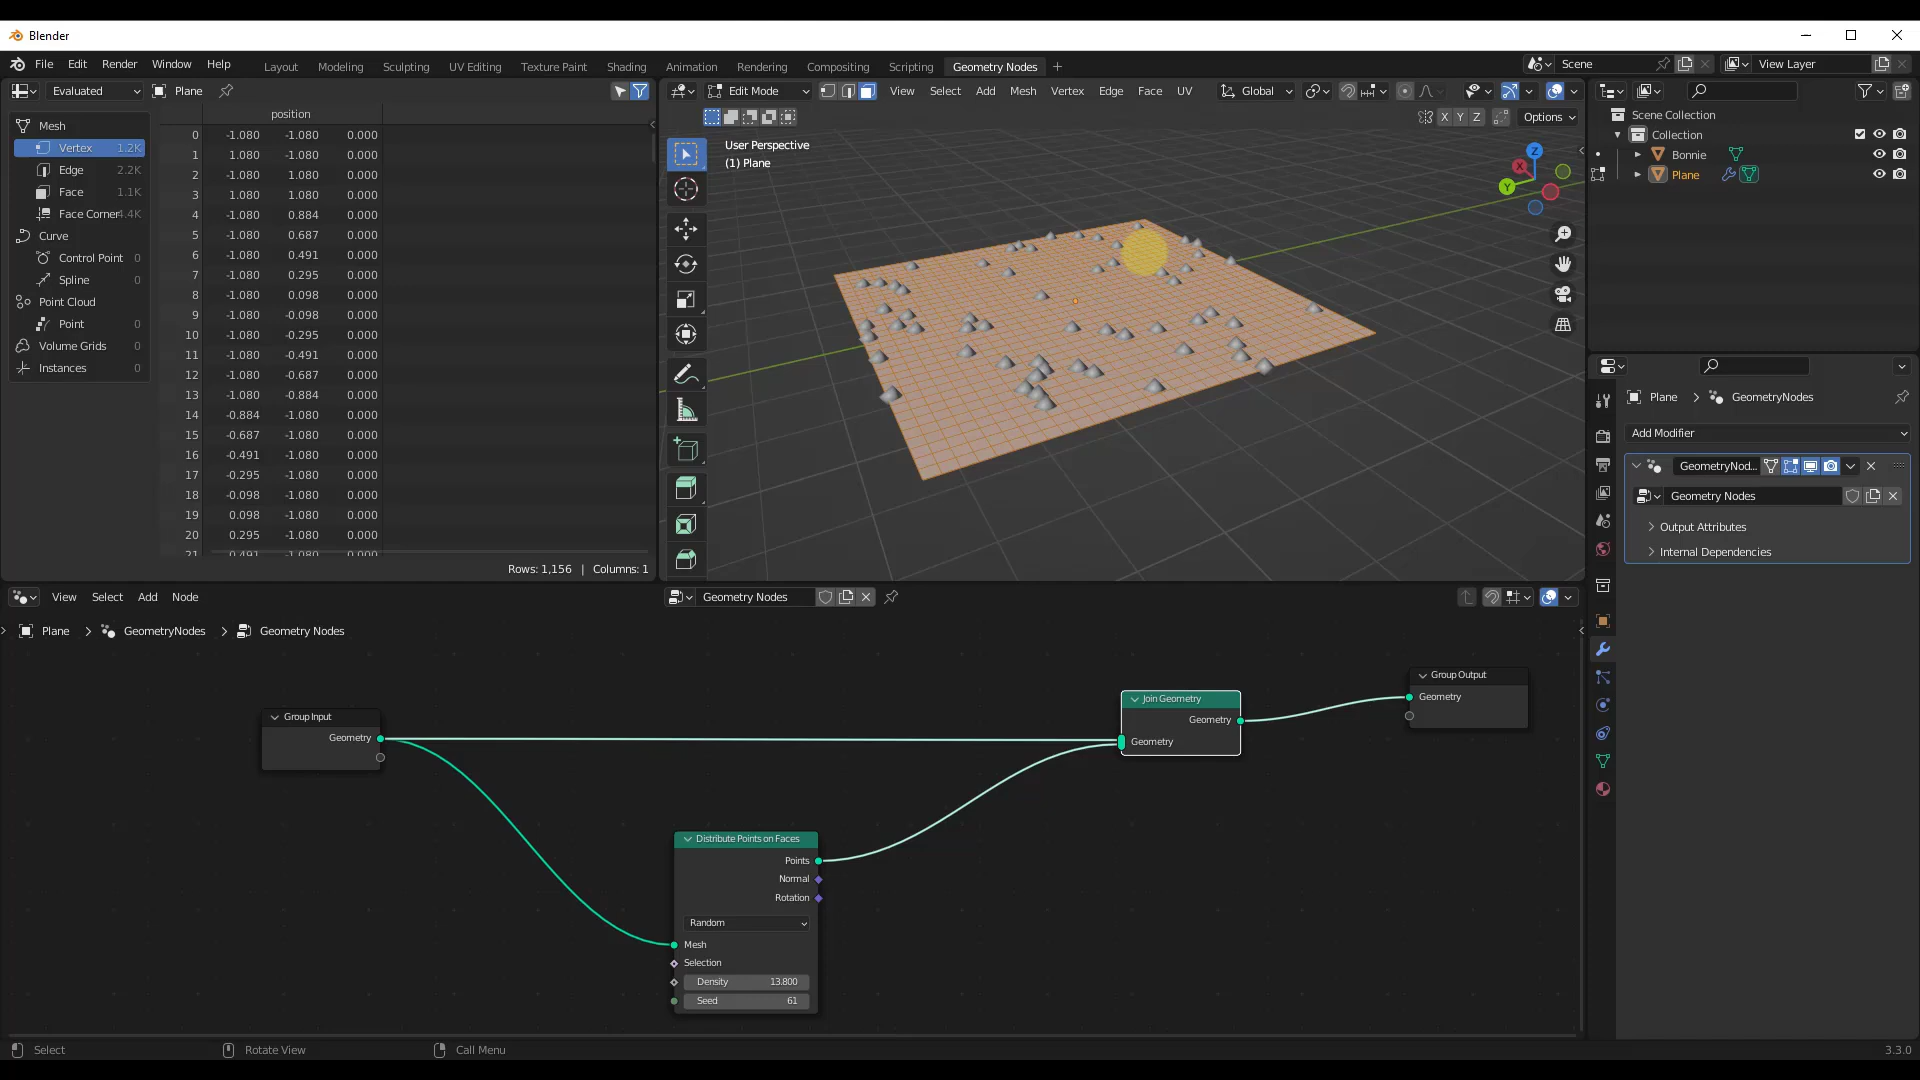 Blender
File Edit Render Window Help
Layout Modeling Sculpting UV Editing Texture Paint Shading Animation Rendering Compositing Scripting Geometry Nodes +
Scene
View Layer
Evaluated
Plane
Edit Mode
View Select Add Mesh Vertex Edge Face UV
Global
position
X Y Z
Options
Mesh
Vertex 1.2K
Edge 2.2K
Face 1.1K
Face Corner 4.4K
Curve
Control Point 0
Spline 0
Point Cloud
Point 0
Volume Grids 0
Instances 0
0 -1.080 -1.080 0.000
1 1.080 -1.080 0.000
2 -1.080 1.080 0.000
3 1.080 1.080 0.000
4 -1.080 0.884 0.000
5 -1.080 0.687 0.000
6 -1.080 0.491 0.000
7 -1.080 0.295 0.000
8 -1.080 0.098 0.000
9 -1.080 -0.098 0.000
10 -1.080 -0.295 0.000
11 -1.080 -0.491 0.000
12 -1.080 -0.687 0.000
13 -1.080 -0.884 0.000
14 -0.884 -1.080 0.000
15 -0.687 -1.080 0.000
16 -0.491 -1.080 0.000
17 -0.295 -1.080 0.000
18 -0.098 -1.080 0.000
19 0.098 -1.080 0.000
20 0.295 -1.080 0.000
21 0.491 -1.080 0.000
Rows: 1,156 | Columns: 1
User Perspective
(1) Plane
Z
X
Y
Scene Collection
Collection
Bonnie
Plane
Plane > GeometryNodes
Add Modifier
GeometryNod...
Geometry Nodes
> Output Attributes
> Internal Dependencies
View Select Add Node
Geometry Nodes
Plane > GeometryNodes > Geometry Nodes
Group Input
Geometry
Join Geometry
Geometry
Geometry
Group Output
Geometry
Distribute Points on Faces
Points
Normal
Rotation
Random
Mesh
Selection
Density 13.800
Seed 61
Select
Rotate View
Call Menu
3.3.0